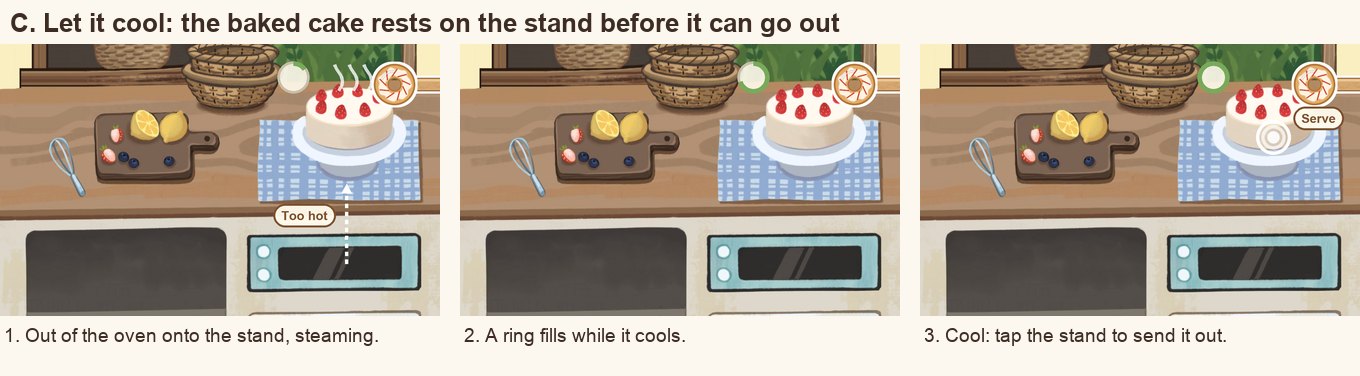 C. Let it cool: the baked cake rests on the stand before it can go out
Too hot
Serve
1. Out of the oven onto the stand, steaming.
2. A ring fills while it cools.
3. Cool: tap the stand to send it out.